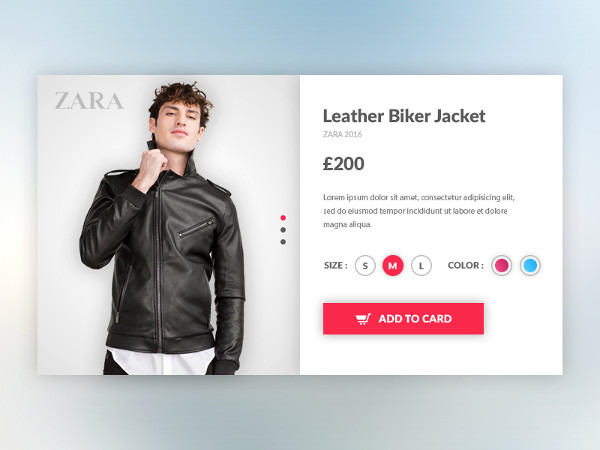 ZARA
Leather Biker Jacket
ZARA 2016
£200
Lorem ipsum dolor sit amet, consectetur adipisicing elit,
sed do eiusmod tempor incididunt ut labore et dolore
magna aliqua.
SIZE : S M L COLOR :
ADD TO CARD